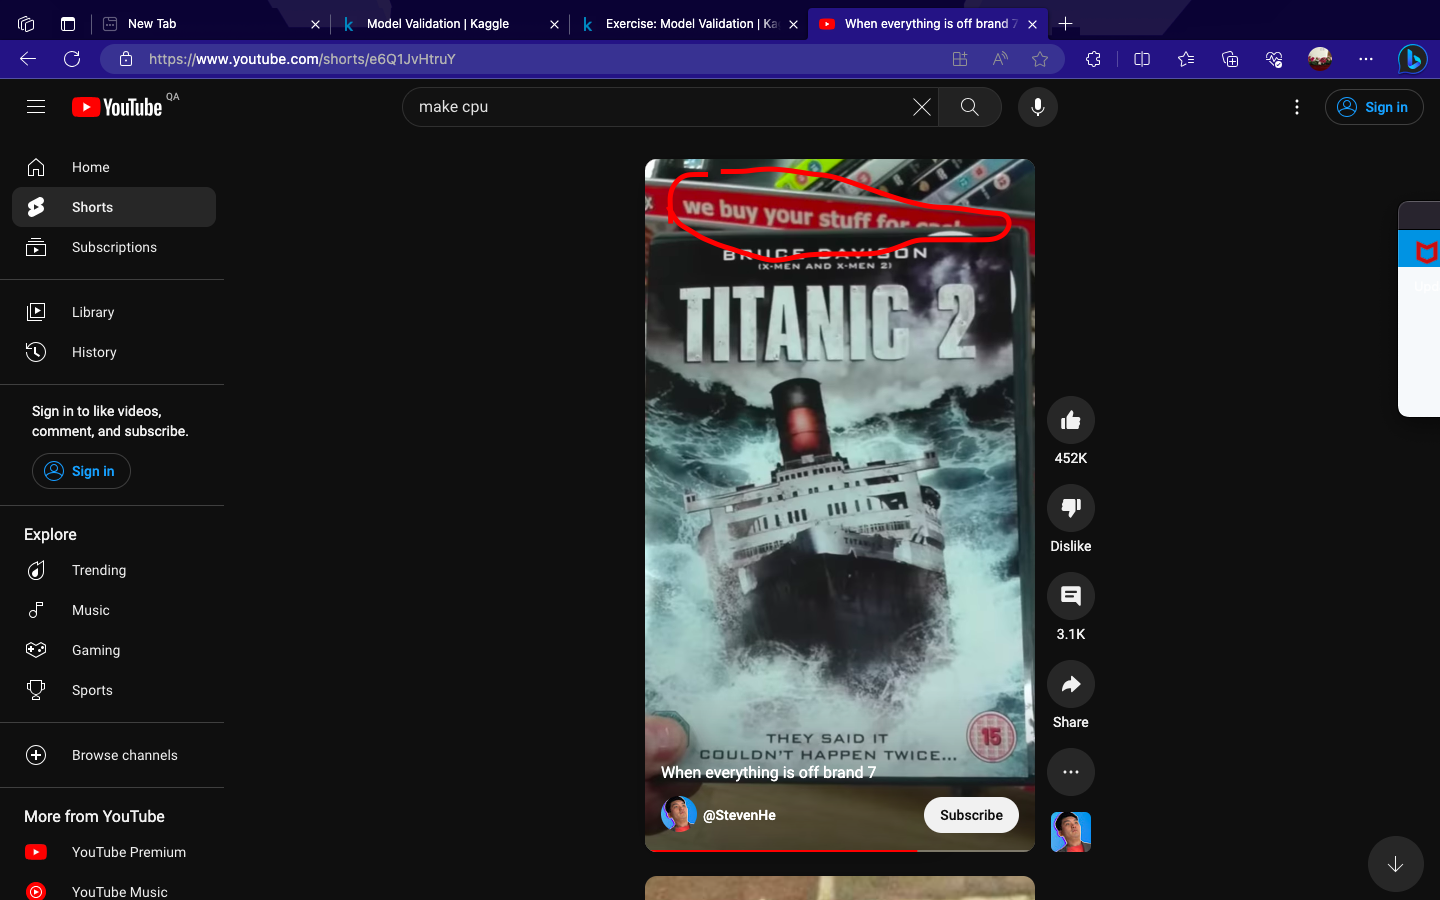 New Tab
Model Validation | Kaggle
Exercise: Model Validation | Ka
When everything is off brand 7
https://www.youtube.com/shorts/e6Q1JvHtruY
YouTube QA
make cpu
Sign in
Home
Shorts
Subscriptions
Library
History
Sign in to like videos,
comment, and subscribe.
Sign in
Explore
Trending
Music
Gaming
Sports
Browse channels
More from YouTube
YouTube Premium
YouTube Music
we buy your stuff for
BRUCE DAVISON
(X-MEN AND X-MEN 2)
TITANIC 2
15
THEY SAID IT
COULDN'T HAPPEN TWICE...
When everything is off brand 7
@StevenHe
Subscribe
452K
Dislike
3.1K
Share